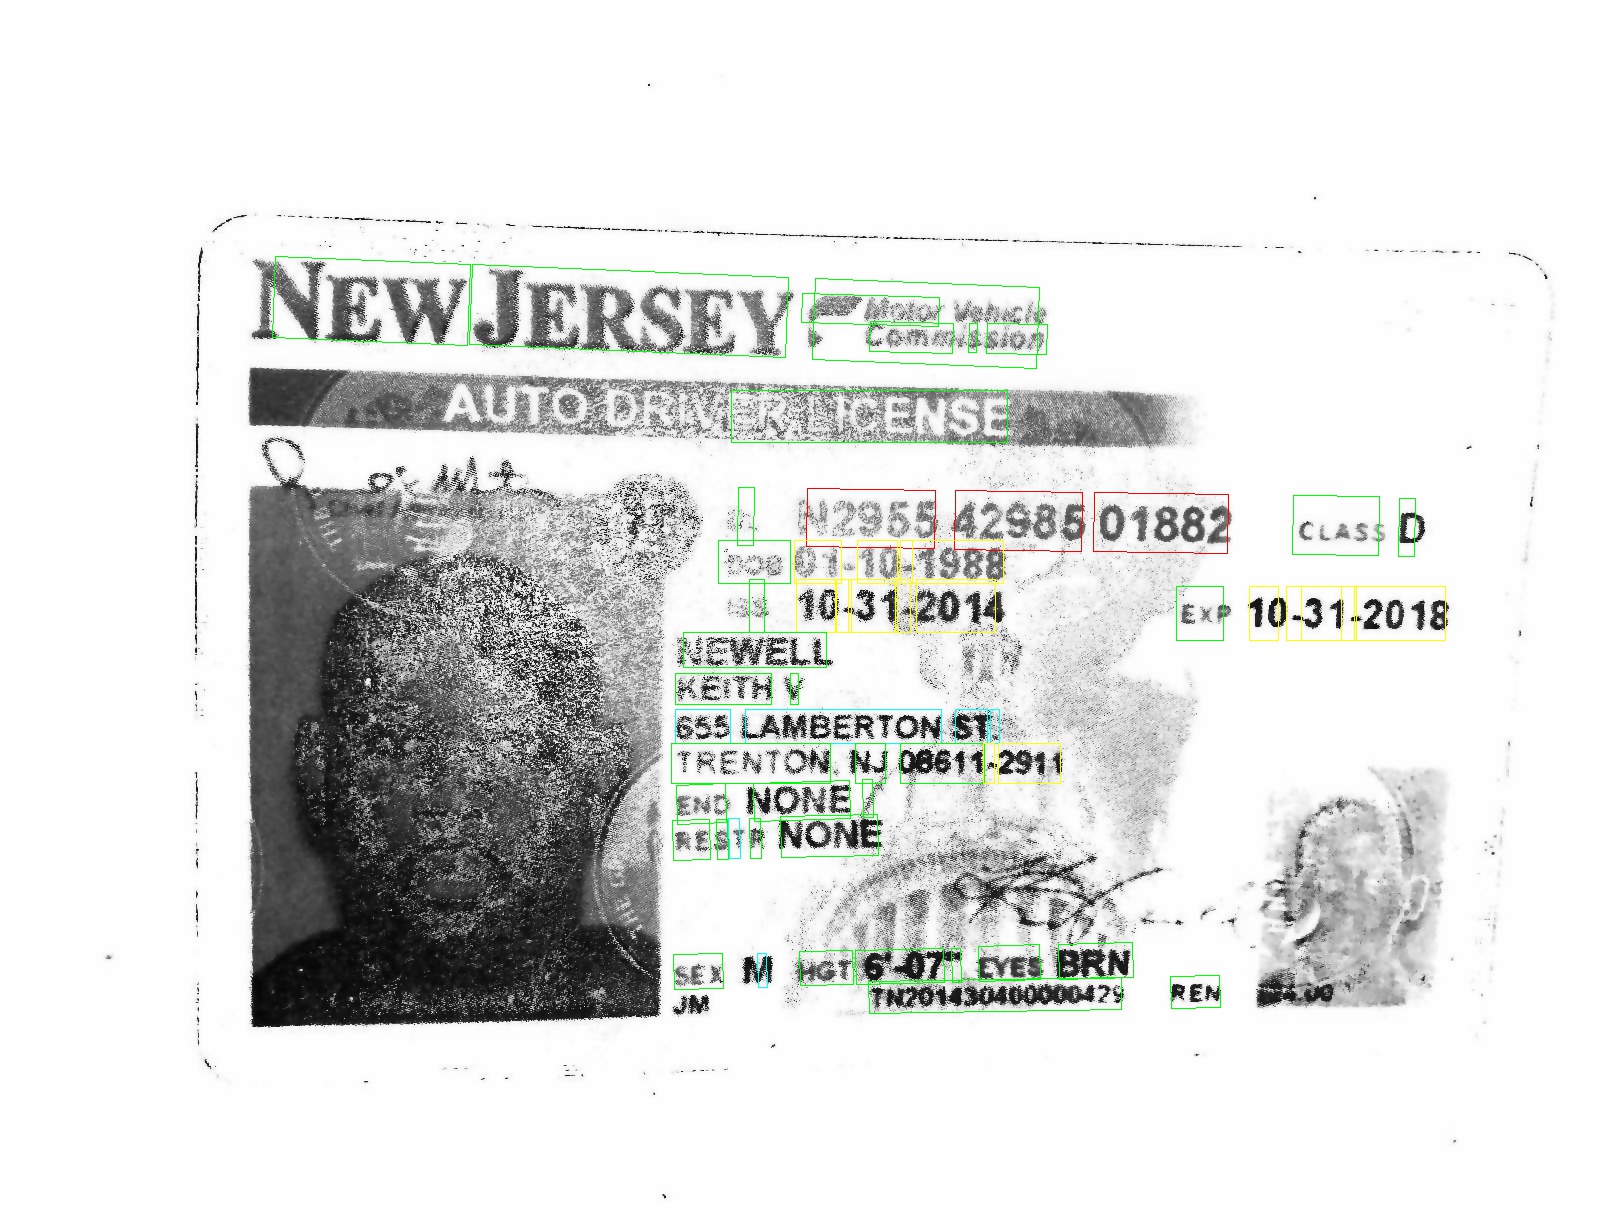 NEW JERSEY
Motor Vehicle
Commission
AUTO DRIVER LICENSE
DL N2955 42985 01882 CLASS D
DOB 01-10-1988
ISS 10-31-2014 EXP 10-31-2018
NEWELL
KEITH V
655 LAMBERTON ST
TRENTON, NJ 08611-2911
END NONE
RESTR NONE
SEX M HGT 6'-07" EYES BRN
JM TN201430400000429 REN